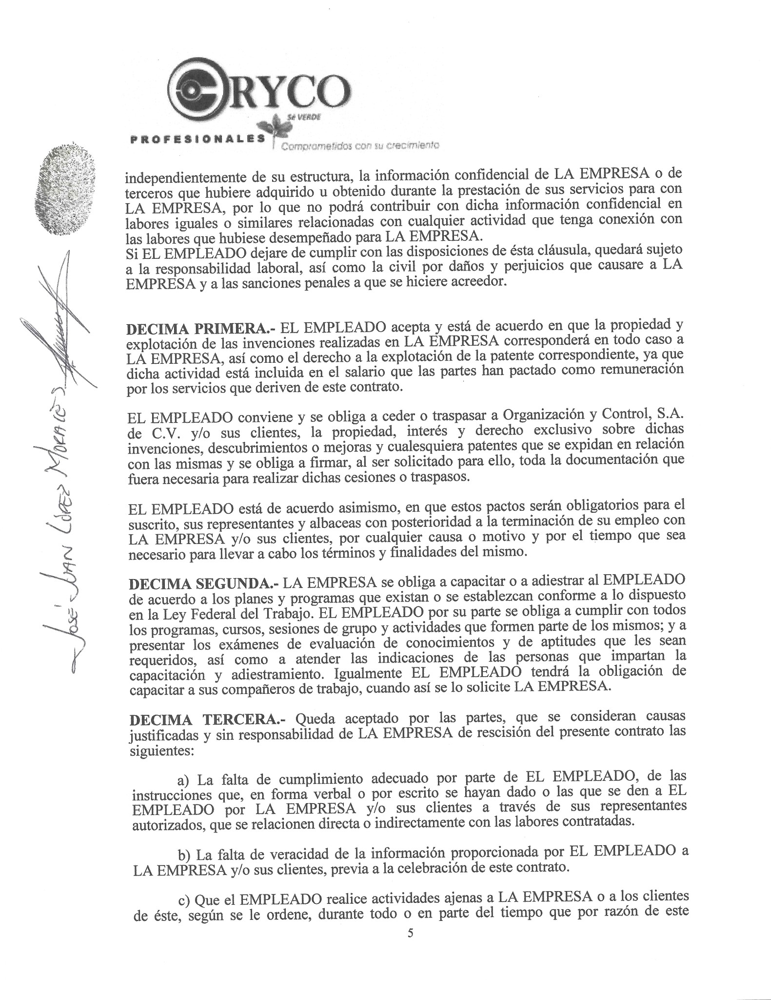 ORYCO
Sé VERDE
PROFESIONALES
Comprometidos con su crecimiento
independientemente de su estructura, la información confidencial de LA EMPRESA o de
terceros que hubiere adquirido u obtenido durante la prestación de sus servicios para con
LA EMPRESA, por lo que no podrá contribuir con dicha información confidencial en
labores iguales o similares relacionadas con cualquier actividad que tenga conexión con
las labores que hubiese desempeñado para LA EMPRESA.
Si EL EMPLEADO dejare de cumplir con las disposiciones de ésta cláusula, quedará sujeto
a la responsabilidad laboral, así como la civil por daños y perjuicios que causare a LA
EMPRESA y a las sanciones penales a que se hiciere acreedor.
DECIMA PRIMERA.- EL EMPLEADO acepta y está de acuerdo en que la propiedad y
explotación de las invenciones realizadas en LA EMPRESA corresponderá en todo caso a
LA EMPRESA, así como el derecho a la explotación de la patente correspondiente, ya que
dicha actividad está incluida en el salario que las partes han pactado como remuneración
por los servicios que deriven de este contrato.
EL EMPLEADO conviene y se obliga a ceder o traspasar a Organización y Control, S.A.
de C.V. y/o sus clientes, la propiedad, interés y derecho exclusivo sobre dichas
invenciones, descubrimientos o mejoras y cualesquiera patentes que se expidan en relación
con las mismas y se obliga a firmar, al ser solicitado para ello, toda la documentación que
fuera necesaria para realizar dichas cesiones o traspasos.
EL EMPLEADO está de acuerdo asimismo, en que estos pactos serán obligatorios para el
suscrito, sus representantes y albaceas con posterioridad a la terminación de su empleo con
LA EMPRESA y/o sus clientes, por cualquier causa o motivo y por el tiempo que sea
necesario para llevar a cabo los términos y finalidades del mismo.
DECIMA SEGUNDA.- LA EMPRESA se obliga a capacitar o a adiestrar al EMPLEADO
de acuerdo a los planes y programas que existan o se establezcan conforme a lo dispuesto
en la Ley Federal del Trabajo. EL EMPLEADO por su parte se obliga a cumplir con todos
los programas, cursos, sesiones de grupo y actividades que formen parte de los mismos; y a
presentar los exámenes de evaluación de conocimientos y de aptitudes que les sean
requeridos, así como a atender las indicaciones de las personas que impartan la
capacitación y adiestramiento. Igualmente EL EMPLEADO tendrá la obligación de
capacitar a sus compañeros de trabajo, cuando así se lo solicite LA EMPRESA.
DECIMA TERCERA.- Queda aceptado por las partes, que se consideran causas
justificadas y sin responsabilidad de LA EMPRESA de rescisión del presente contrato las
siguientes:
a) La falta de cumplimiento adecuado por parte de EL EMPLEADO, de las
instrucciones que, en forma verbal o por escrito se hayan dado o las que se den a EL
EMPLEADO por LA EMPRESA y/o sus clientes a través de sus representantes
autorizados, que se relacionen directa o indirectamente con las labores contratadas.
b) La falta de veracidad de la información proporcionada por EL EMPLEADO a
LA EMPRESA y/o sus clientes, previa a la celebración de este contrato.
c) Que el EMPLEADO realice actividades ajenas a LA EMPRESA o a los clientes
de éste, según se le ordene, durante todo o en parte del tiempo que por razón de este
5
JOSÉ JUAN LÓPEZ MORALES